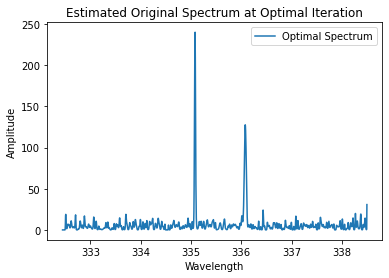 Estimated Original Spectrum at Optimal Iteration
Optimal Spectrum
250
200
150
100
50
0
Amplitude
333 334 335 336 337 338
Wavelength